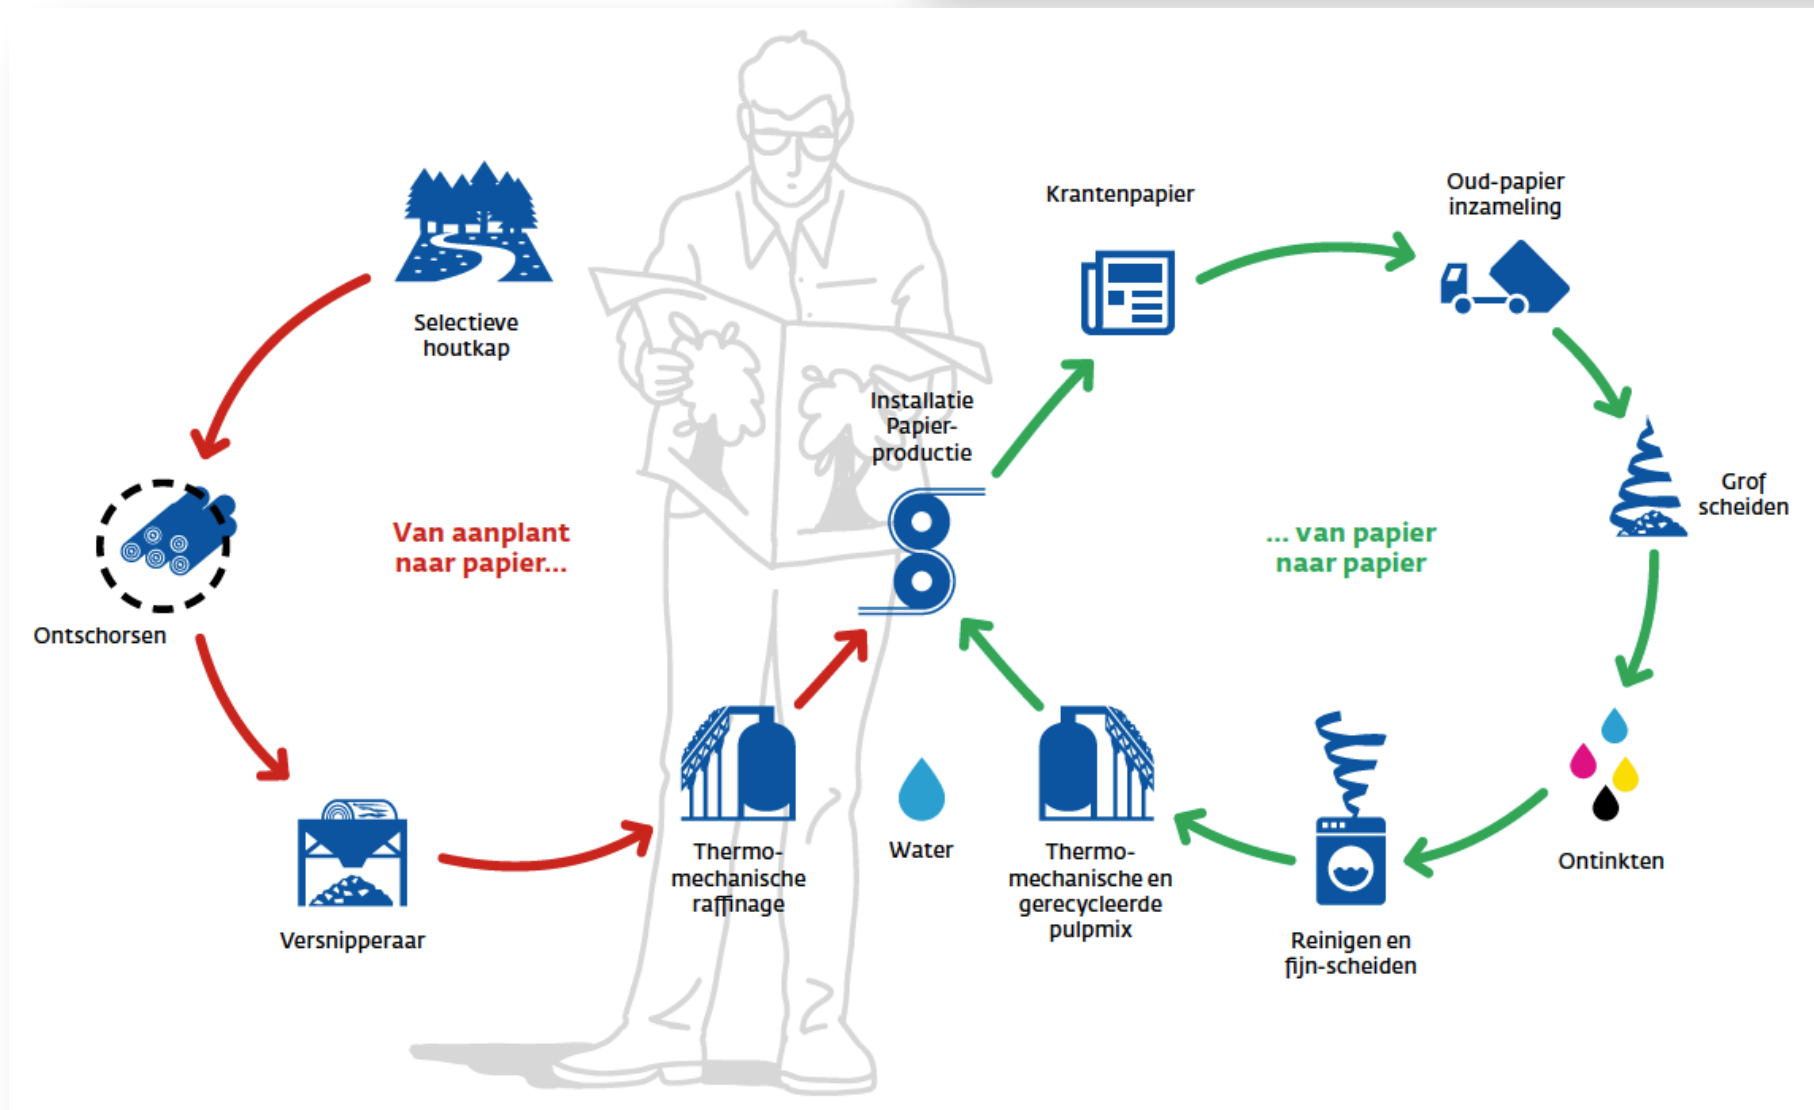 Selectieve
houtkap
Ontschorsen
Van aanplant
naar papier...
Versnipperaar
Thermo-
mechanische
raffinage
Water
Installatie
Papier-
productie
Krantenpapier
Oud-papier
inzameling
Grof
scheiden
... van papier
naar papier
Ontinkten
Reinigen en
fijn-scheiden
Thermo-
mechanische en
gerecycleerde
pulpmix